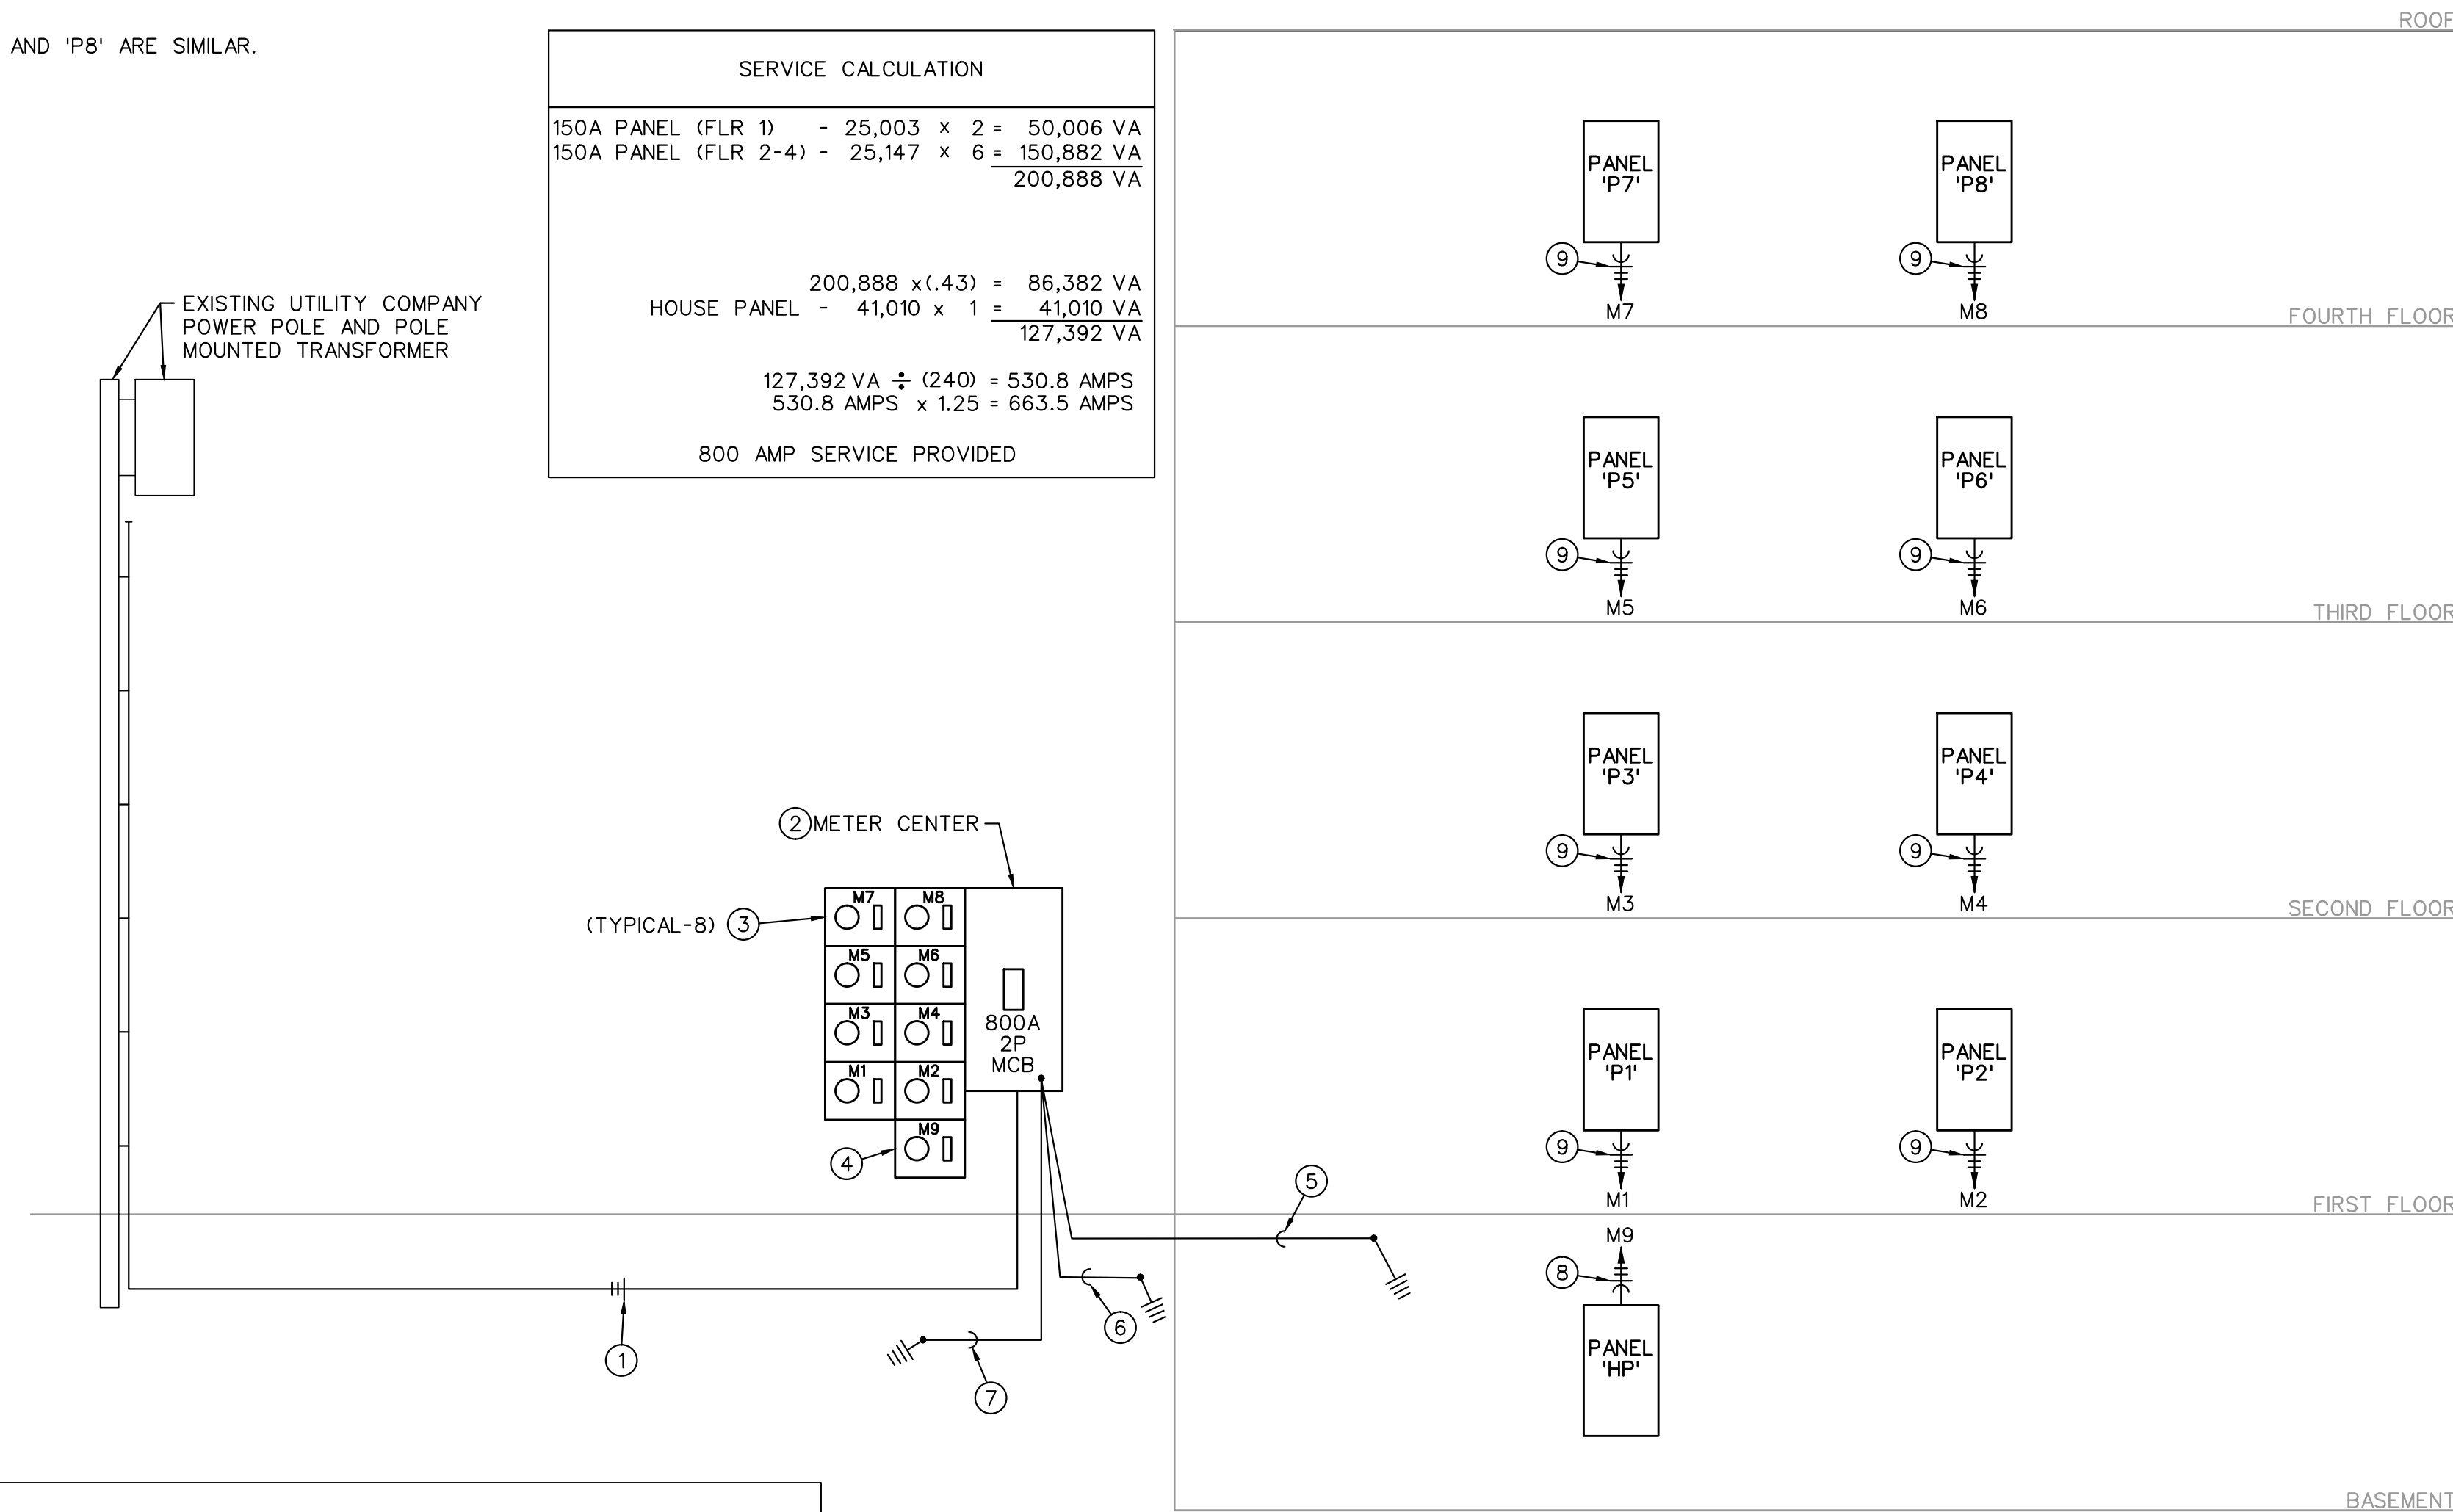 AND 'P8' ARE SIMILAR.
SERVICE CALCULATION
150A PANEL (FLR 1) - 25,003 x 2 = 50,006 VA
150A PANEL (FLR 2-4) - 25,147 x 6 = 150,882 VA
200,888 VA
200,888 x(.43) = 86,382 VA
HOUSE PANEL - 41,010 x 1 = 41,010 VA
127,392 VA
127,392 VA ÷ (240) = 530.8 AMPS
530.8 AMPS x 1.25 = 663.5 AMPS
800 AMP SERVICE PROVIDED
EXISTING UTILITY COMPANY
POWER POLE AND POLE
MOUNTED TRANSFORMER
2 METER CENTER
(TYPICAL-8) 3
M7 M8
M5 M6
M3 M4
M1 M2
M9
4
800A
2P
MCB
1
5
6
7
ROOF
PANEL
'P7'
9
M7
PANEL
'P8'
9
M8
FOURTH FLOOR
PANEL
'P5'
9
M5
PANEL
'P6'
9
M6
THIRD FLOOR
PANEL
'P3'
9
M3
PANEL
'P4'
9
M4
SECOND FLOOR
PANEL
'P1'
9
M1
PANEL
'P2'
9
M2
FIRST FLOOR
M9
8
PANEL
'HP'
BASEMENT